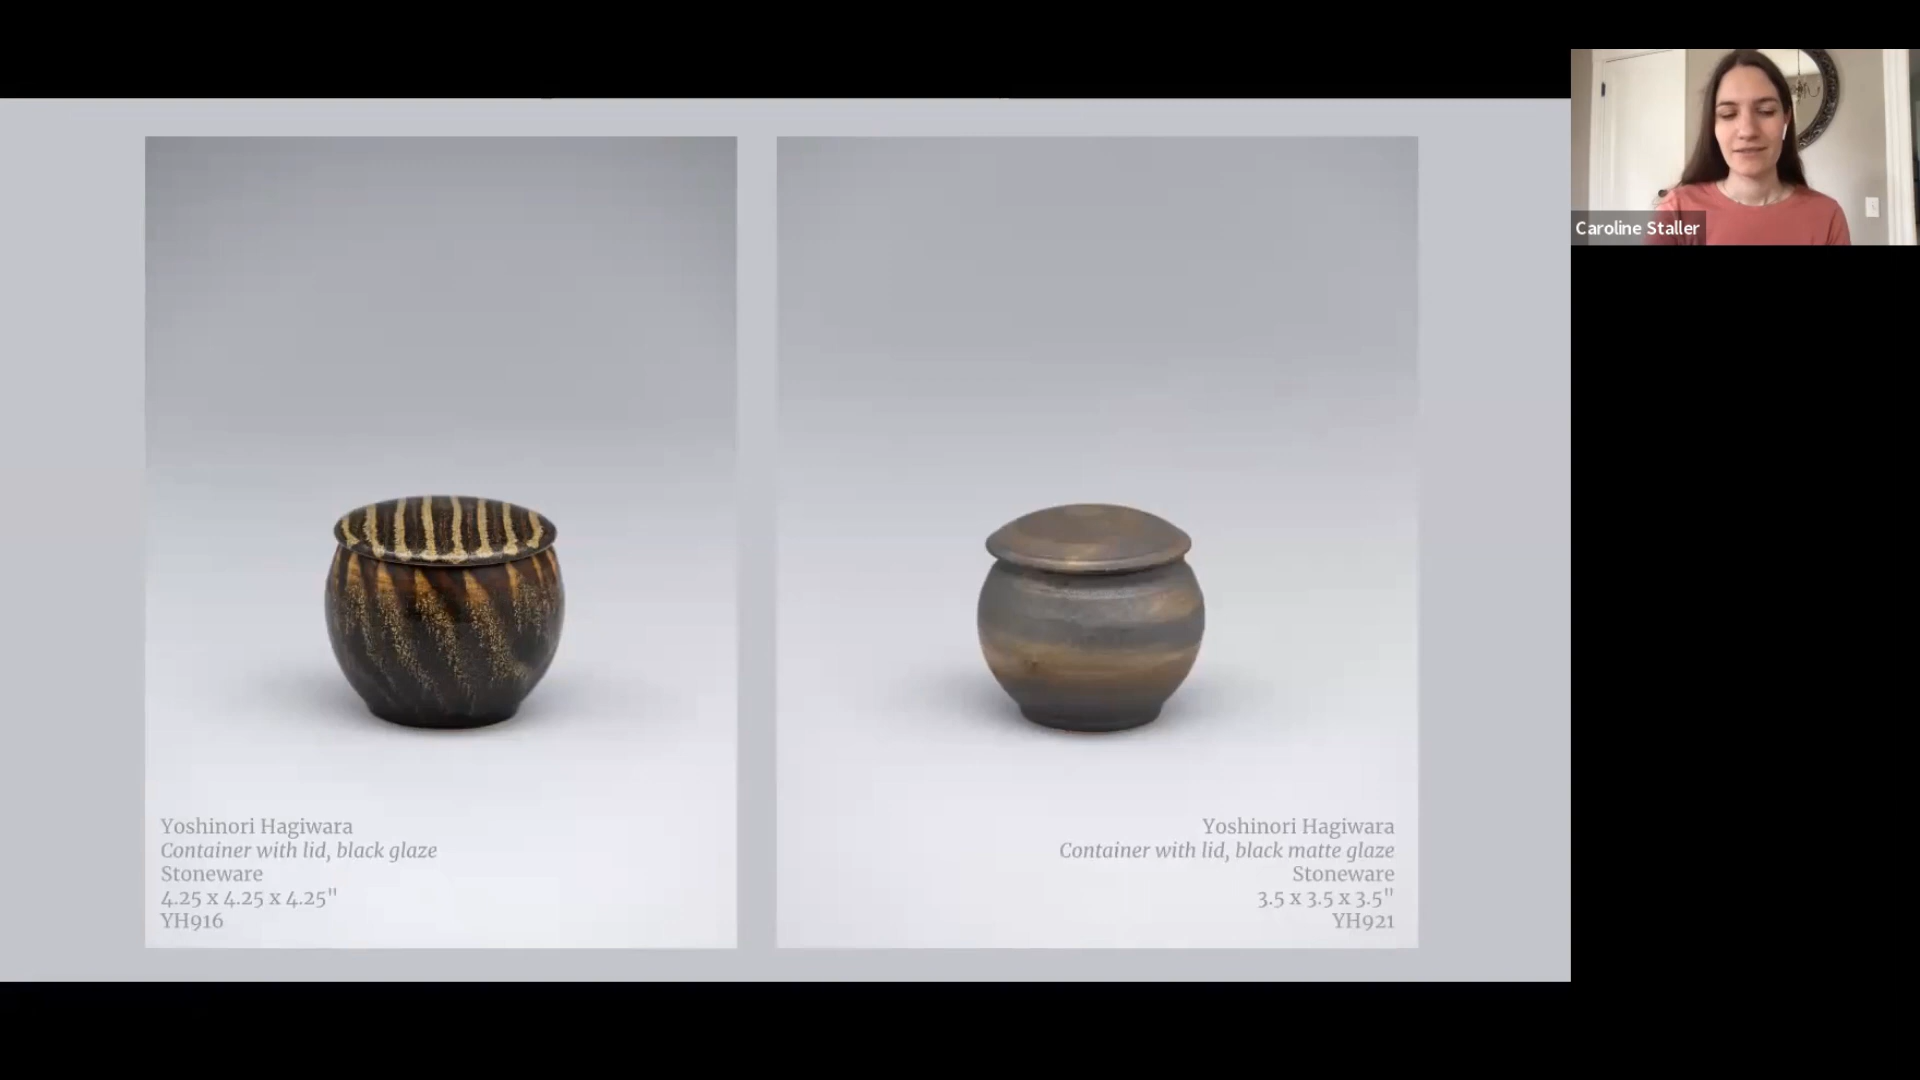 Caroline Staller
Yoshinori Hagiwara
Container with lid, black glaze
Stoneware
4.25 x 4.25 x 4.25"
YH916
Yoshinori Hagiwara
Container with lid, black matte glaze
Stoneware
3.5 x 3.5 x 3.5"
YH921